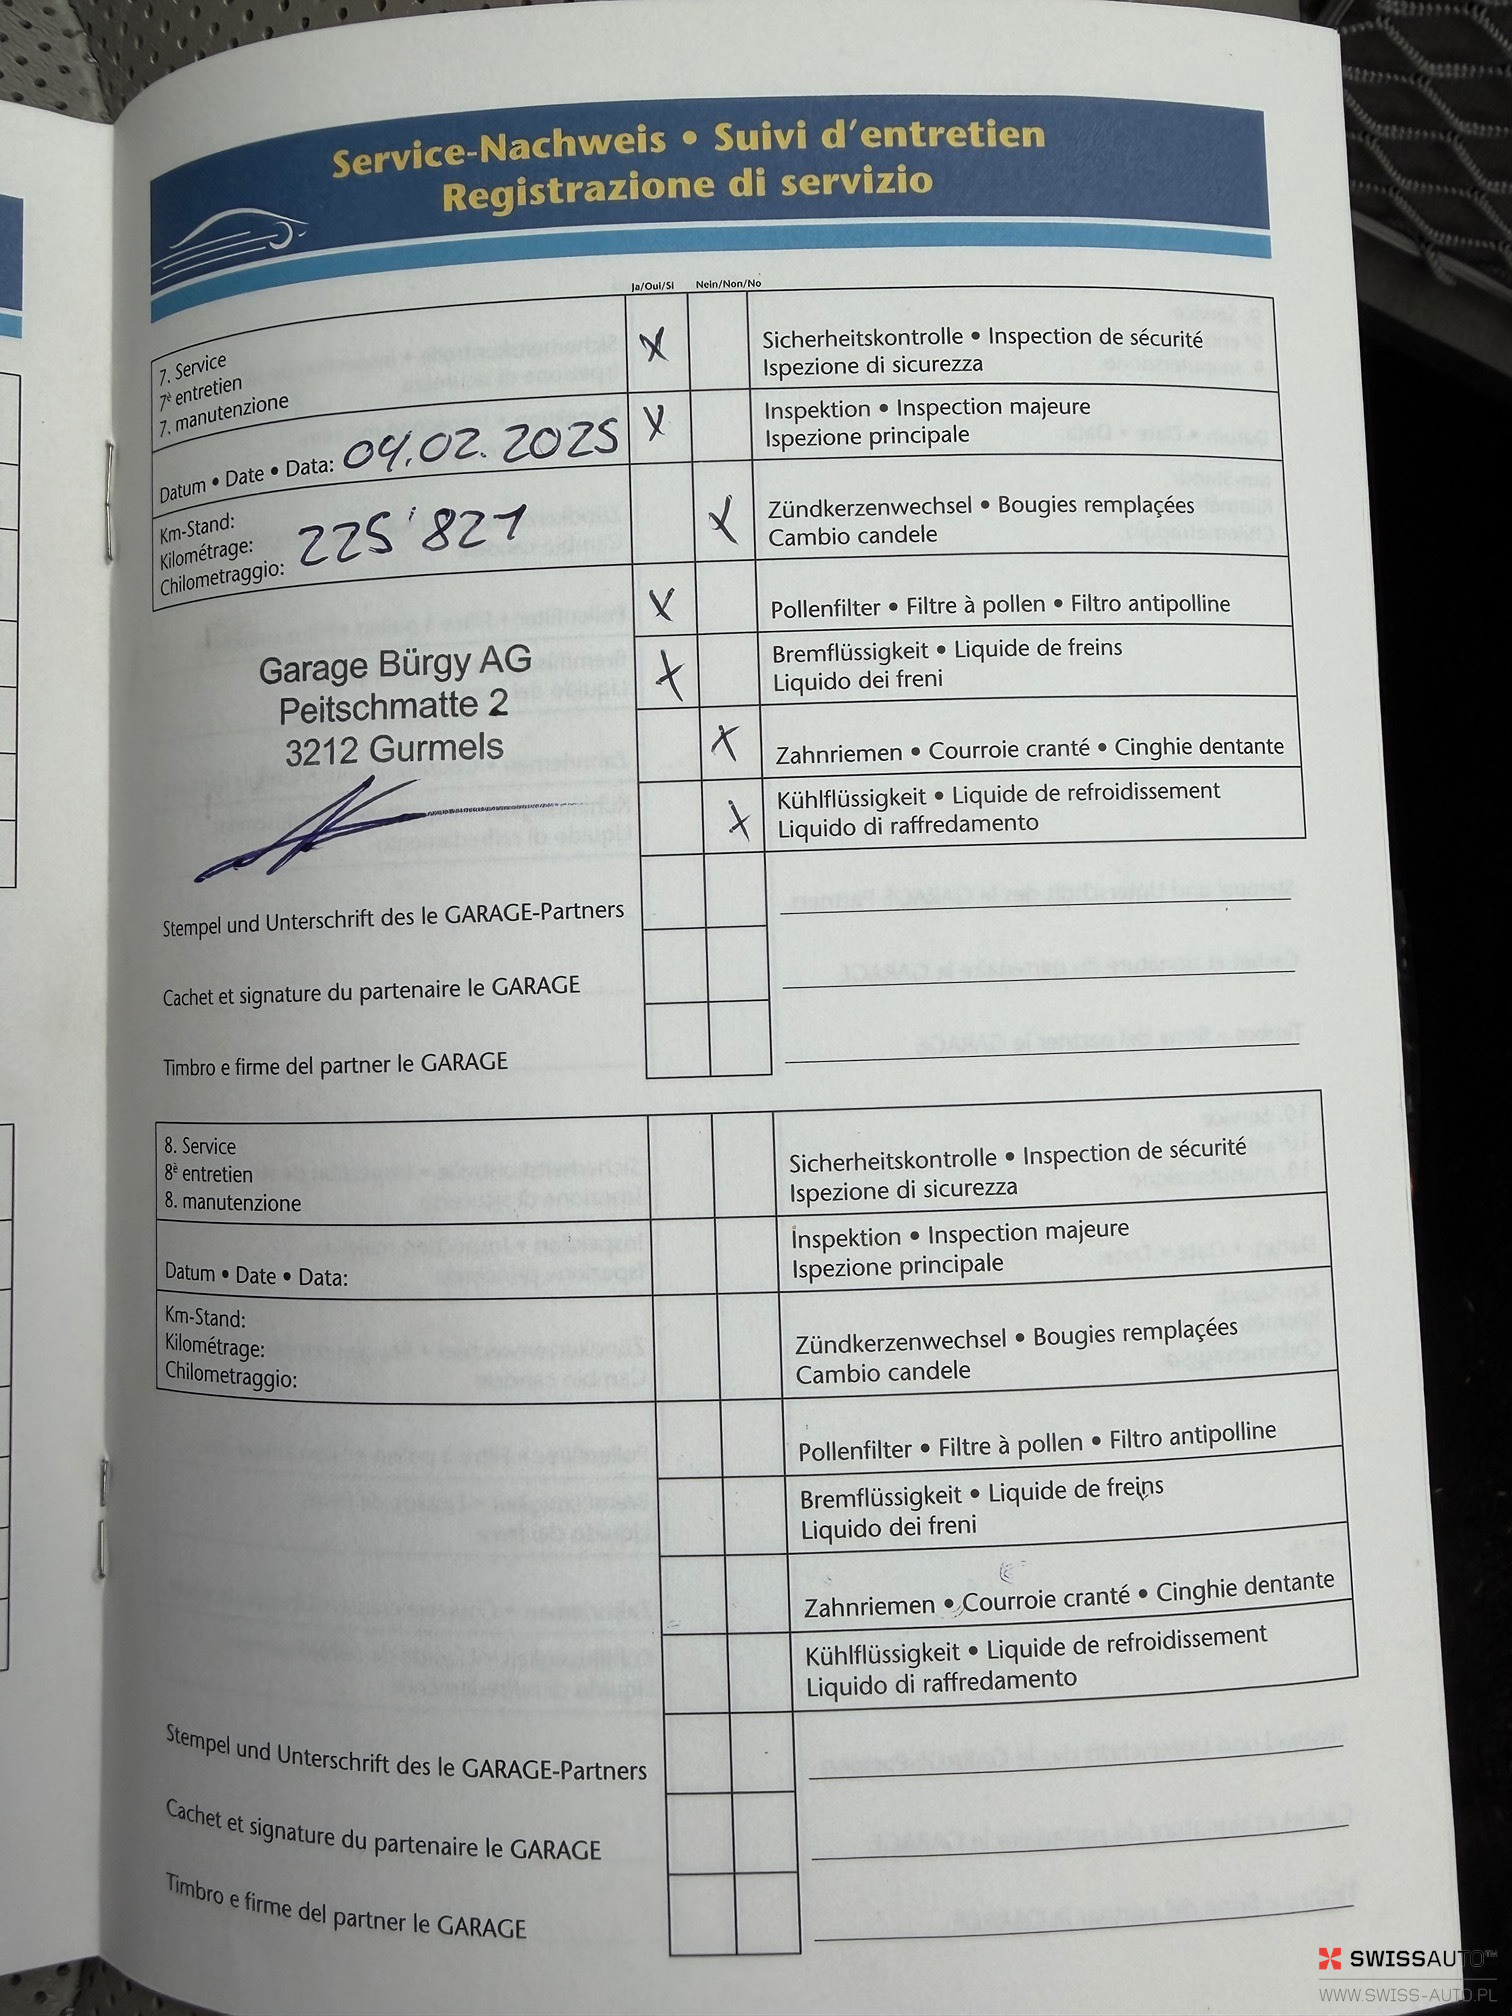 Service-Nachweis • Suivi d'entretien
Registrazione di servizio
Ja/Oui/Si Nein/Non/No
7. Service
7è entretien
7. manutenzione
X
Sicherheitskontrolle • Inspection de sécurité
Ispezione di sicurezza
Datum • Date • Data: 04.02.2025
X
Inspektion • Inspection majeure
Ispezione principale
Km-Stand:
Kilométrage:
Chilometraggio: 225'821
X
Zündkerzenwechsel • Bougies remplaçées
Cambio candele
X
Pollenfilter • Filtre à pollen • Filtro antipolline
X
Bremflüssigkeit • Liquide de freins
Liquido dei freni
X
Zahnriemen • Courroie cranté • Cinghie dentante
X
Kühlflüssigkeit • Liquide de refroidissement
Liquido di raffredamento
Garage Bürgy AG
Peitschmatte 2
3212 Gurmels
Stempel und Unterschrift des le GARAGE-Partners
Cachet et signature du partenaire le GARAGE
Timbro e firme del partner le GARAGE
8. Service
8è entretien
8. manutenzione
Sicherheitskontrolle • Inspection de sécurité
Ispezione di sicurezza
Datum • Date • Data:
Inspektion • Inspection majeure
Ispezione principale
Km-Stand:
Kilométrage:
Chilometraggio:
Zündkerzenwechsel • Bougies remplaçées
Cambio candele
Pollenfilter • Filtre à pollen • Filtro antipolline
Bremflüssigkeit • Liquide de freins
Liquido dei freni
Zahnriemen • Courroie cranté • Cinghie dentante
Kühlflüssigkeit • Liquide de refroidissement
Liquido di raffredamento
Stempel und Unterschrift des le GARAGE-Partners
Cachet et signature du partenaire le GARAGE
Timbro e firme del partner le GARAGE
SWISSAUTO™
WWW.SWISS-AUTO.PL